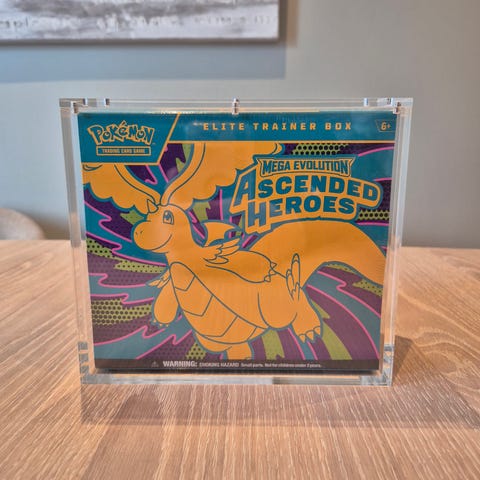 Pokémon
TRADING CARD GAME
ELITE TRAINER BOX
6+
MEGA EVOLUTION
ASCENDED
HEROES
WARNING: CHOKING HAZARD Small parts. Not for children under 3 years.